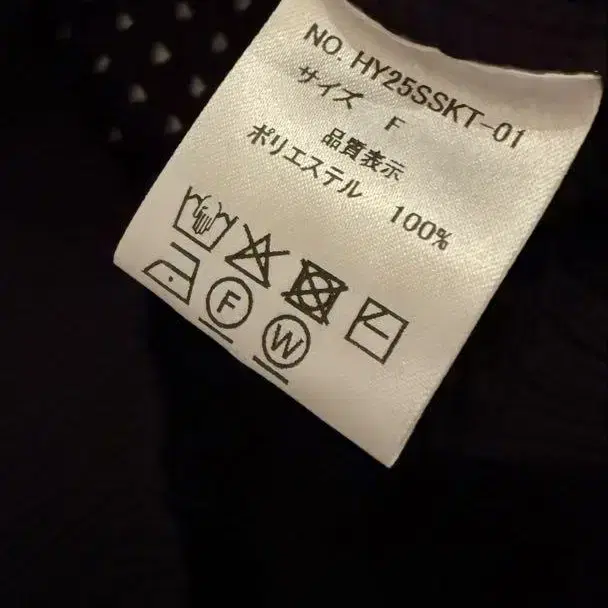 NO. HY25SSKT-01
サイズ F
品質表示
ポリエステル 100%
F W